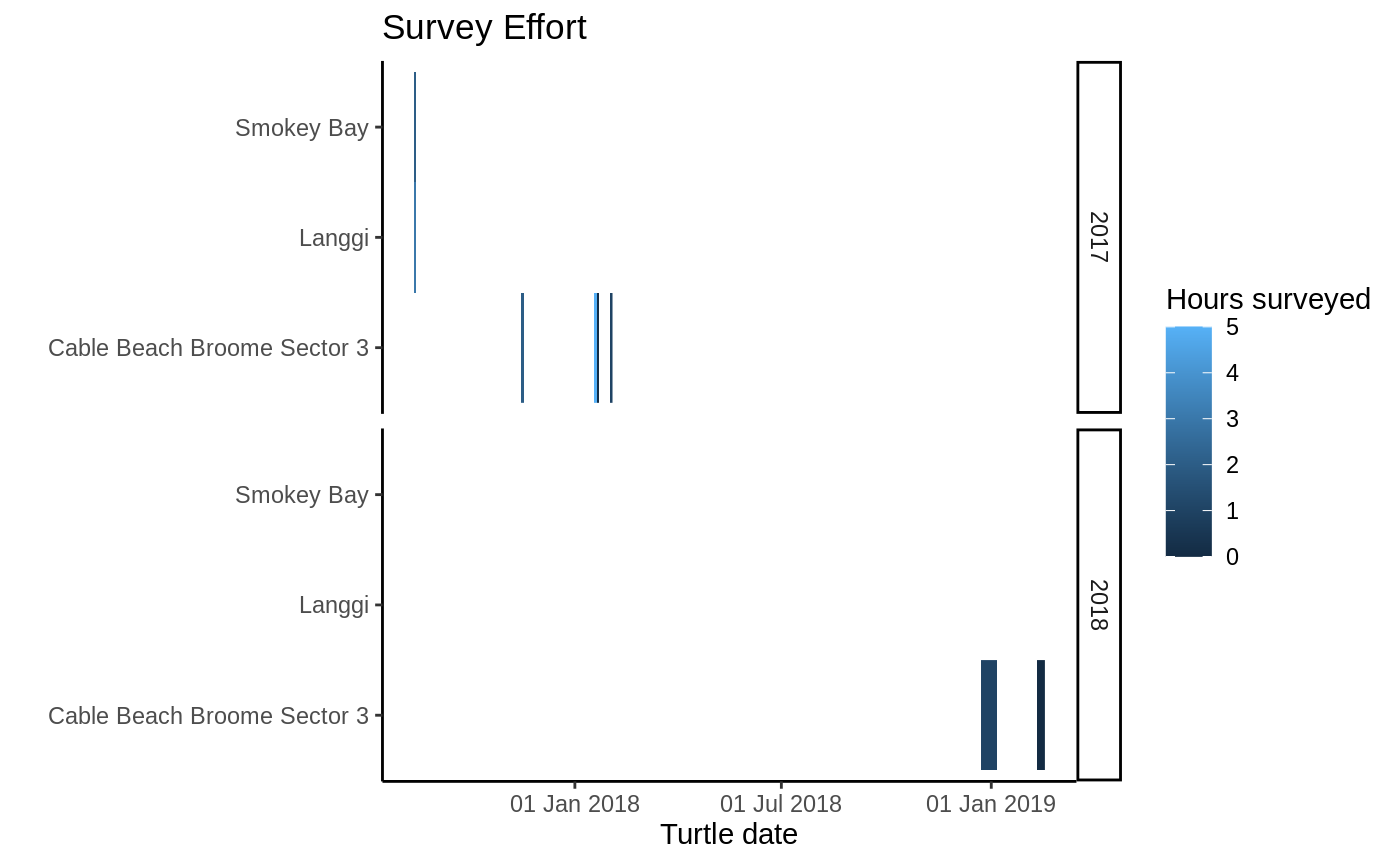 Survey Effort
Smokey Bay
Langgi
Cable Beach Broome Sector 3
2017
Smokey Bay
Langgi
Cable Beach Broome Sector 3
2018
01 Jan 2018
01 Jul 2018
01 Jan 2019
Turtle date
Hours surveyed
5
4
3
2
1
0